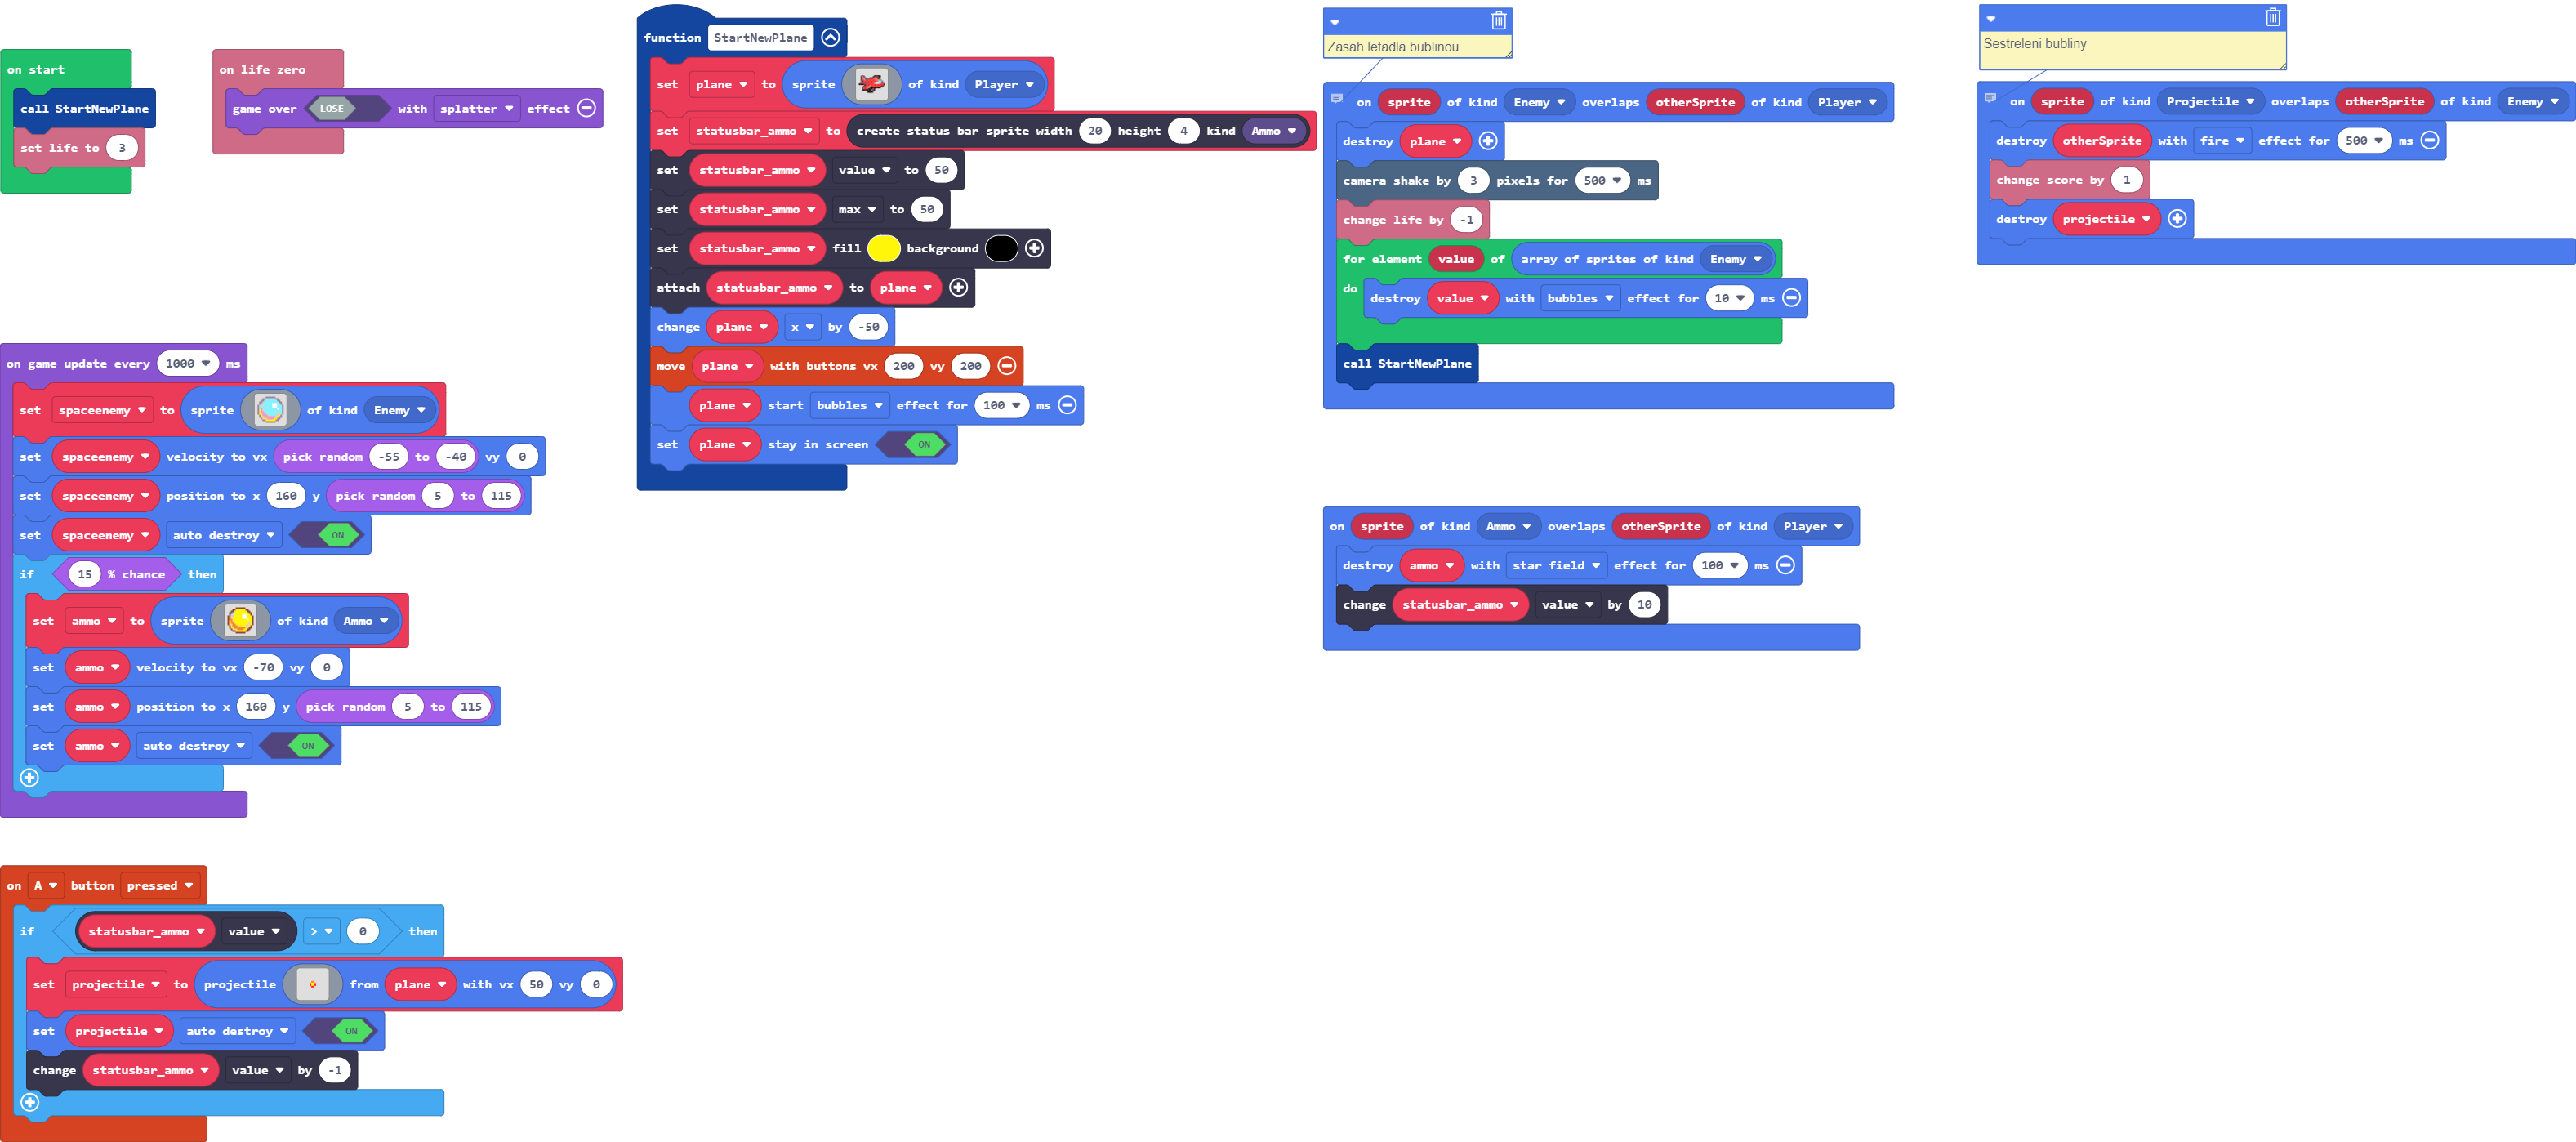 on start
call StartNewPlane
set life to 3
on life zero
game over LOSE with splatter effect
function StartNewPlane
set plane to sprite of kind Player
set statusbar_ammo to create status bar sprite width 20 height 4 kind Ammo
set statusbar_ammo value to 50
set statusbar_ammo max to 50
set statusbar_ammo fill background
attach statusbar_ammo to plane
change plane x by -50
move plane with buttons vx 200 vy 200
plane start bubbles effect for 100 ms
set plane stay in screen ON
Zasah letadla bublinou
on sprite of kind Enemy overlaps otherSprite of kind Player
destroy plane
camera shake by 3 pixels for 500 ms
change life by -1
for element value of array of sprites of kind Enemy
do destroy value with bubbles effect for 10 ms
call StartNewPlane
Sestreleni bubliny
on sprite of kind Projectile overlaps otherSprite of kind Enemy
destroy otherSprite with fire effect for 500 ms
change score by 1
destroy projectile
on game update every 1000 ms
set spaceenemy to sprite of kind Enemy
set spaceenemy velocity to vx pick random -55 to -40 vy 0
set spaceenemy position to x 160 y pick random 5 to 115
set spaceenemy auto destroy ON
if 15 % chance then
set ammo to sprite of kind Ammo
set ammo velocity to vx -70 vy 0
set ammo position to x 160 y pick random 5 to 115
set ammo auto destroy ON
on sprite of kind Ammo overlaps otherSprite of kind Player
destroy ammo with star field effect for 100 ms
change statusbar_ammo value by 10
on A button pressed
if statusbar_ammo value > 0 then
set projectile to projectile from plane with vx 50 vy 0
set projectile auto destroy ON
change statusbar_ammo value by -1